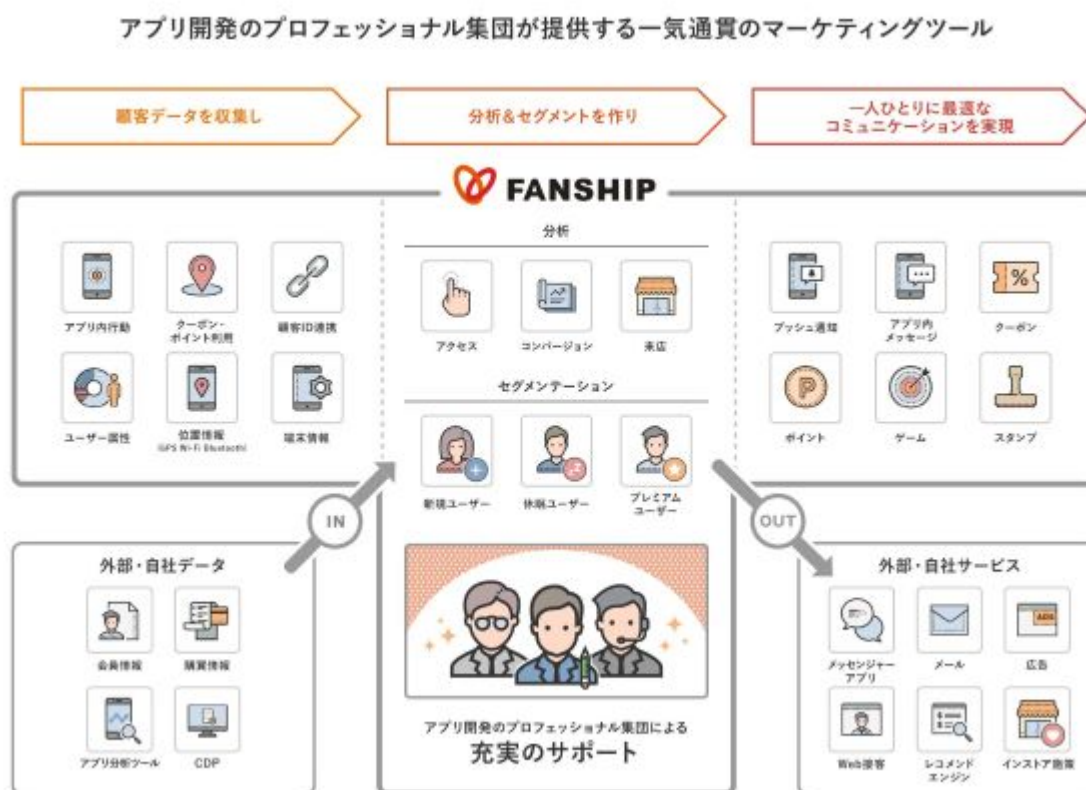 アプリ開発のプロフェッショナル集団が提供する一気通貫のマーケティングツール
顧客データを収集し
分析&セグメントを作り
一人ひとりに最適な
コミュニケーションを実現
FANSHIP
アプリ内行動
クーポン・
ポイント利用
顧客ID連携
ユーザー属性
位置情報
(GPS Wi-Fi Bluetooth)
端末情報
分析
アクセス
コンバージョン
来店
セグメンテーション
新規ユーザー
休眠ユーザー
プレミアム
ユーザー
プッシュ通知
アプリ内
メッセージ
%
クーポン
P
ポイント
ゲーム
スタンプ
IN
OUT
外部・自社データ
会員情報
購買情報
アプリ分析ツール
CDP
アプリ開発のプロフェッショナル集団による
充実のサポート
外部・自社サービス
メッセンジャー
アプリ
メール
ADS
広告
Web接客
レコメンド
エンジン
インストア施策